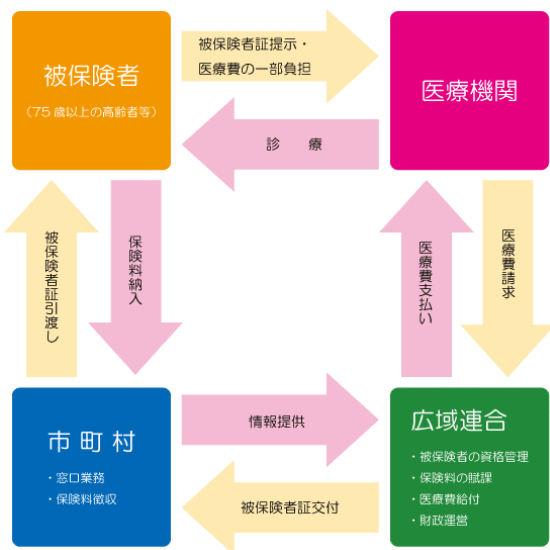 被保険者
（75歳以上の高齢者等）
被保険者証提示・
医療費の一部負担
医療機関
診　療
被保険者証引渡し
保険料納入
医療費支払い
医療費請求
市町村
・窓口業務
・保険料徴収
情報提供
被保険者証交付
広域連合
・被保険者の資格管理
・保険料の賦課
・医療費給付
・財政運営